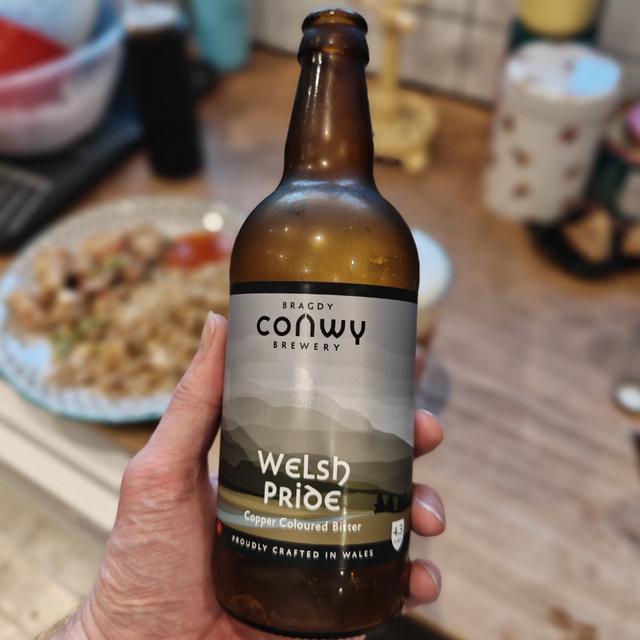 BRAGDY
CONWY
BREWERY
WELSH
PRIDE
Copper Coloured Bitter
4.3
PROUDLY CRAFTED IN WALES